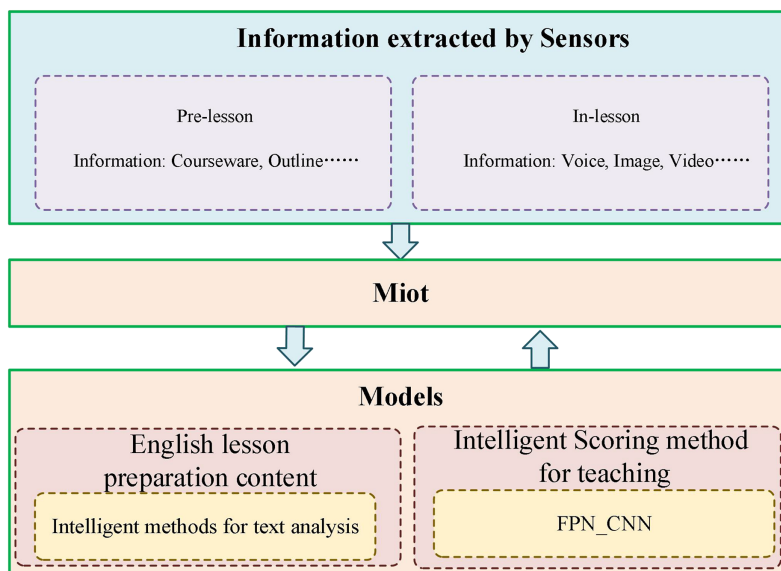 Information extracted by Sensors
Pre-lesson
Information: Courseware, Outline······
In-lesson
Information: Voice, Image, Video······
Miot
Models
English lesson
preparation content
Intelligent methods for text analysis
Intelligent Scoring method
for teaching
FPN_CNN